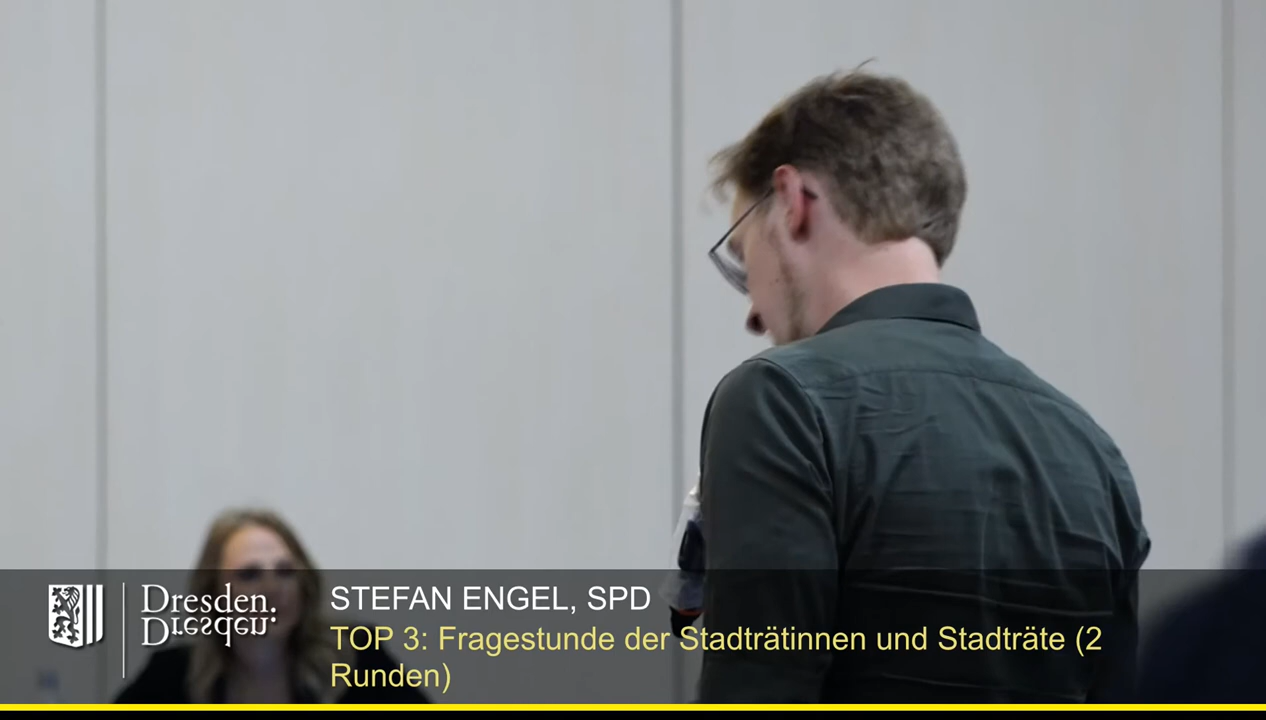 Dresden.
Dresden.
STEFAN ENGEL, SPD
TOP 3: Fragestunde der Stadträtinnen und Stadträte (2
Runden)